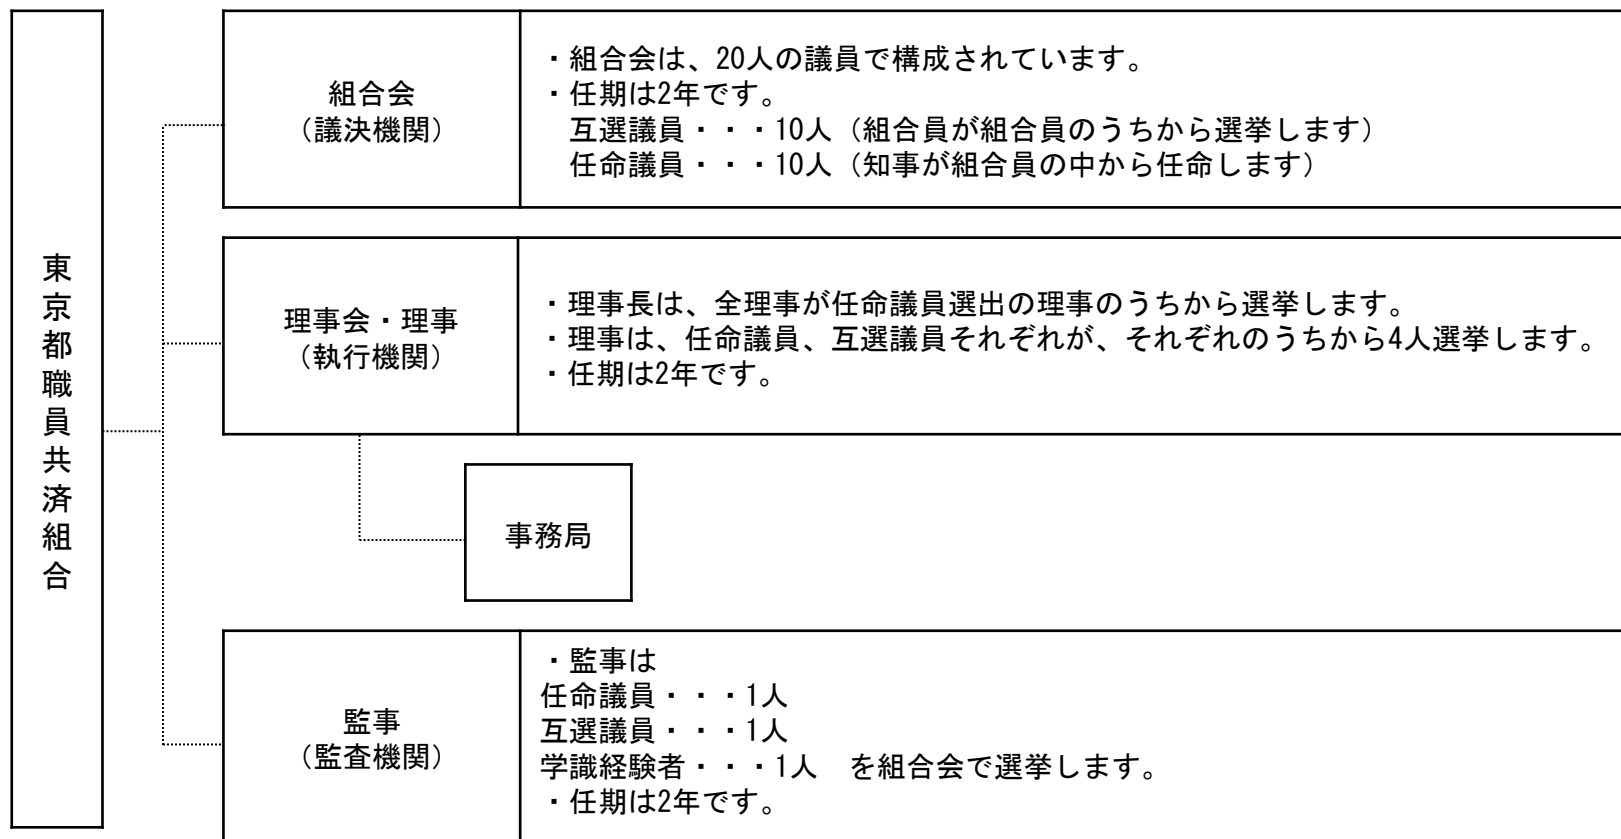 東京都職員共済組合
組合会
（議決機関）
・組合会は、20人の議員で構成されています。
・任期は2年です。
互選議員・・・10人（組合員が組合員のうちから選挙します）
任命議員・・・10人（知事が組合員の中から任命します）
理事会・理事
（執行機関）
・理事長は、全理事が任命議員選出の理事のうちから選挙します。
・理事は、任命議員、互選議員それぞれが、それぞれのうちから4人選挙します。
・任期は2年です。
事務局
監事
（監査機関）
・監事は
任命議員・・・1人
互選議員・・・1人
学識経験者・・・1人　を組合会で選挙します。
・任期は2年です。